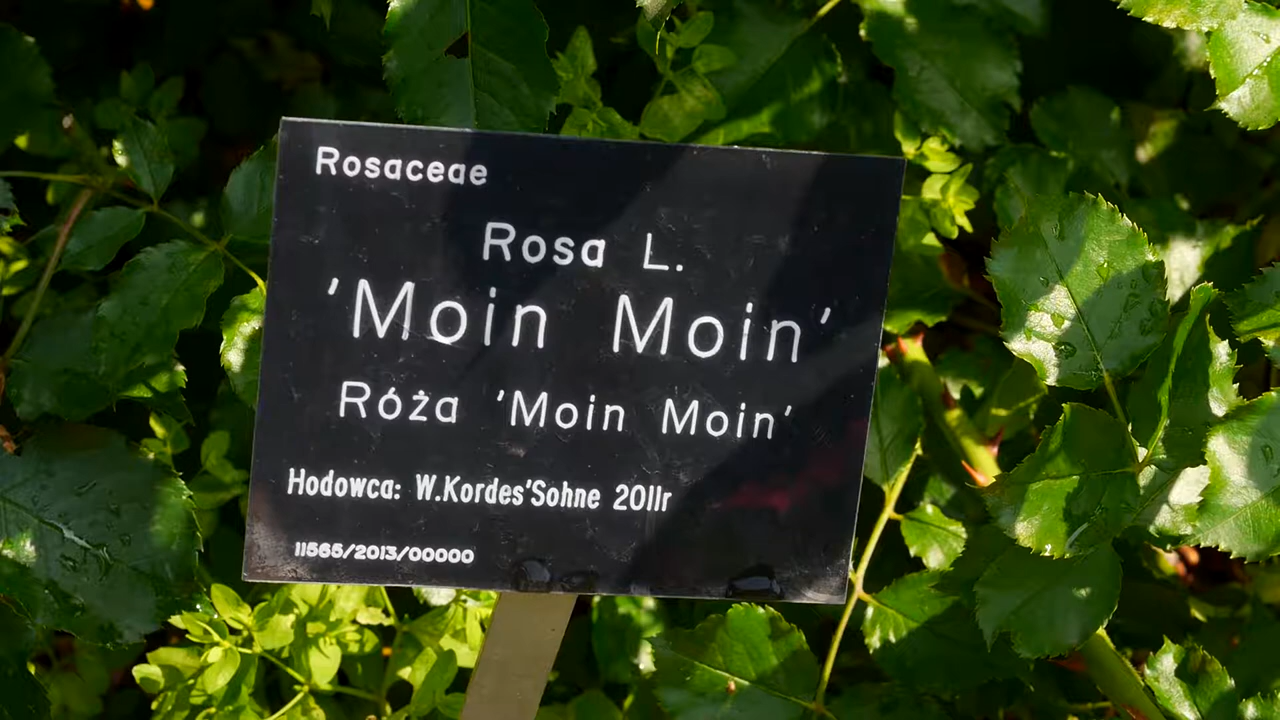 Rosaceae
Rosa L.
'Moin Moin'
Róża 'Moin Moin'
Hodowca: W.Kordes'Sohne 2011r
11565/2013/00000